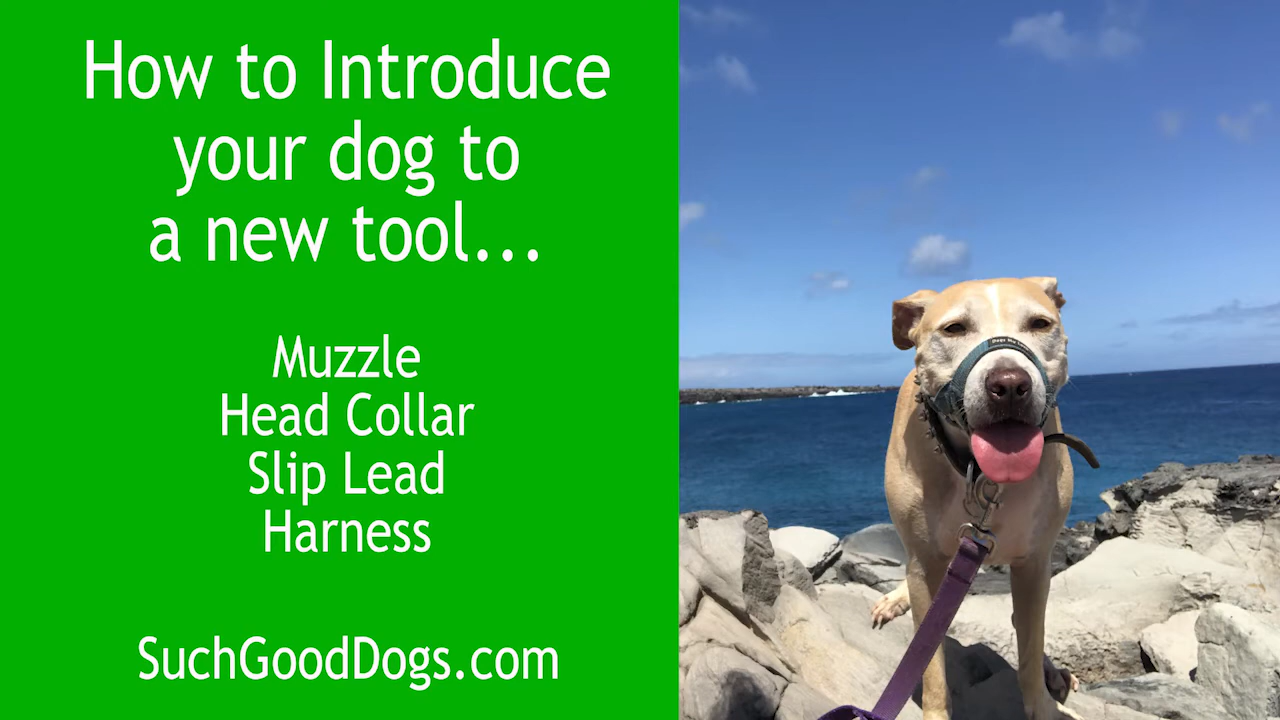 How to Introduce
your dog to
a new tool...
Muzzle
Head Collar
Slip Lead
Harness
SuchGoodDogs.com